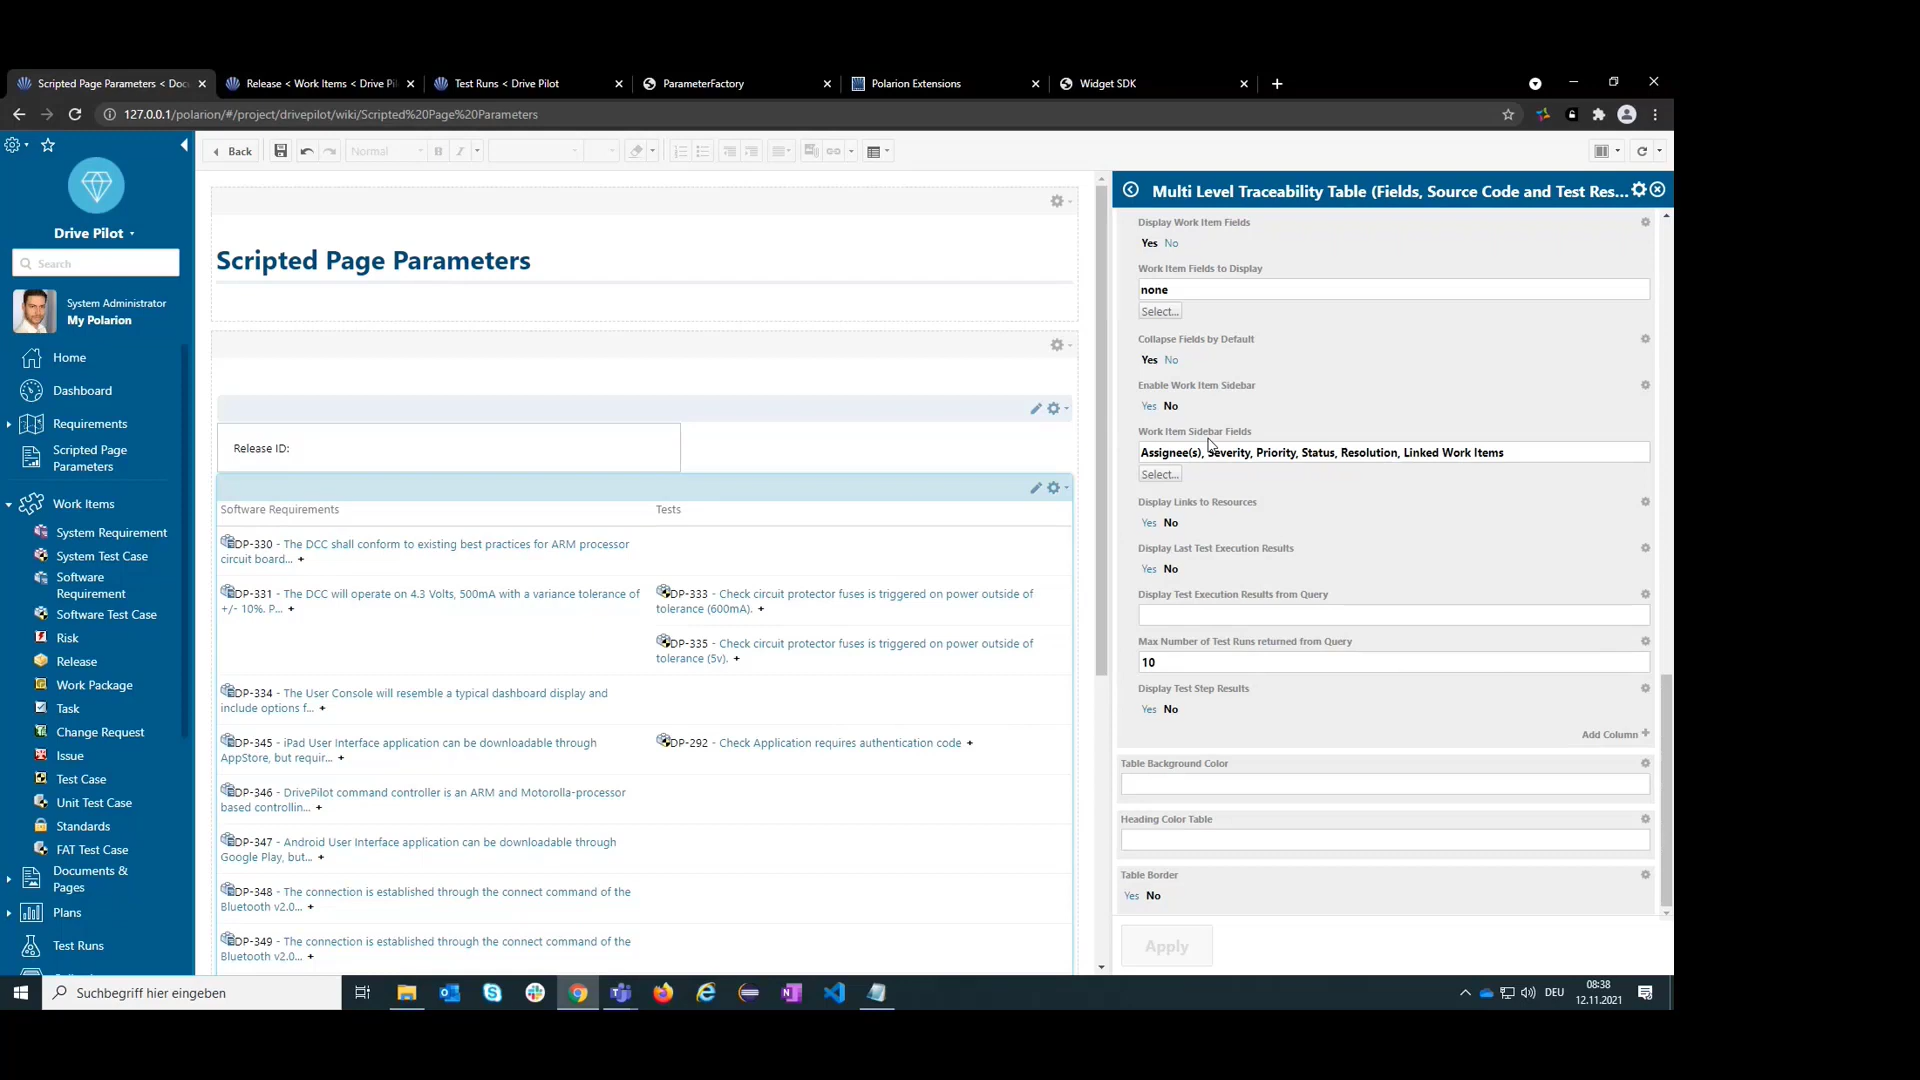 Scripted Page Parameters < Doc
Release < Work Items < Drive Pil
Test Runs < Drive Pilot
ParameterFactory
Polarion Extensions
Widget SDK
127.0.0.1/polarion/#/project/drivepilot/wiki/Scripted%20Page%20Parameters
Drive Pilot
Search
System Administrator
My Polarion
Home
Dashboard
Requirements
Scripted Page
Parameters
Work Items
System Requirement
System Test Case
Software
Requirement
Software Test Case
Risk
Release
Work Package
Task
Change Request
Issue
Test Case
Unit Test Case
Standards
FAT Test Case
Documents &
Pages
Plans
Test Runs
Back
Normal
B
I
Scripted Page Parameters
Release ID:
Software Requirements
Tests
DP-330 - The DCC shall conform to existing best practices for ARM processor
circuit board... +
DP-331 - The DCC will operate on 4.3 Volts, 500mA with a variance tolerance of
+/- 10%. P... +
DP-333 - Check circuit protector fuses is triggered on power outside of
tolerance (600mA). +
DP-335 - Check circuit protector fuses is triggered on power outside of
tolerance (5v). +
DP-334 - The User Console will resemble a typical dashboard display and
include options f... +
DP-345 - iPad User Interface application can be downloadable through
AppStore, but requir... +
DP-292 - Check Application requires authentication code +
DP-346 - DrivePilot command controller is an ARM and Motorolla-processor
based controllin... +
DP-347 - Android User Interface application can be downloadable through
Google Play, but... +
DP-348 - The connection is established through the connect command of the
Bluetooth v2.0... +
DP-349 - The connection is established through the connect command of the
Bluetooth v2.0... +
Multi Level Traceability Table (Fields, Source Code and Test Res...
Display Work Item Fields
Yes No
Work Item Fields to Display
none
Select...
Collapse Fields by Default
Yes No
Enable Work Item Sidebar
Yes No
Work Item Sidebar Fields
Assignee(s), Severity, Priority, Status, Resolution, Linked Work Items
Select...
Display Links to Resources
Yes No
Display Last Test Execution Results
Yes No
Display Test Execution Results from Query
Max Number of Test Runs returned from Query
10
Display Test Step Results
Yes No
Add Column +
Table Background Color
Heading Color Table
Table Border
Yes No
Apply
Suchbegriff hier eingeben
DEU
08:38
12.11.2021